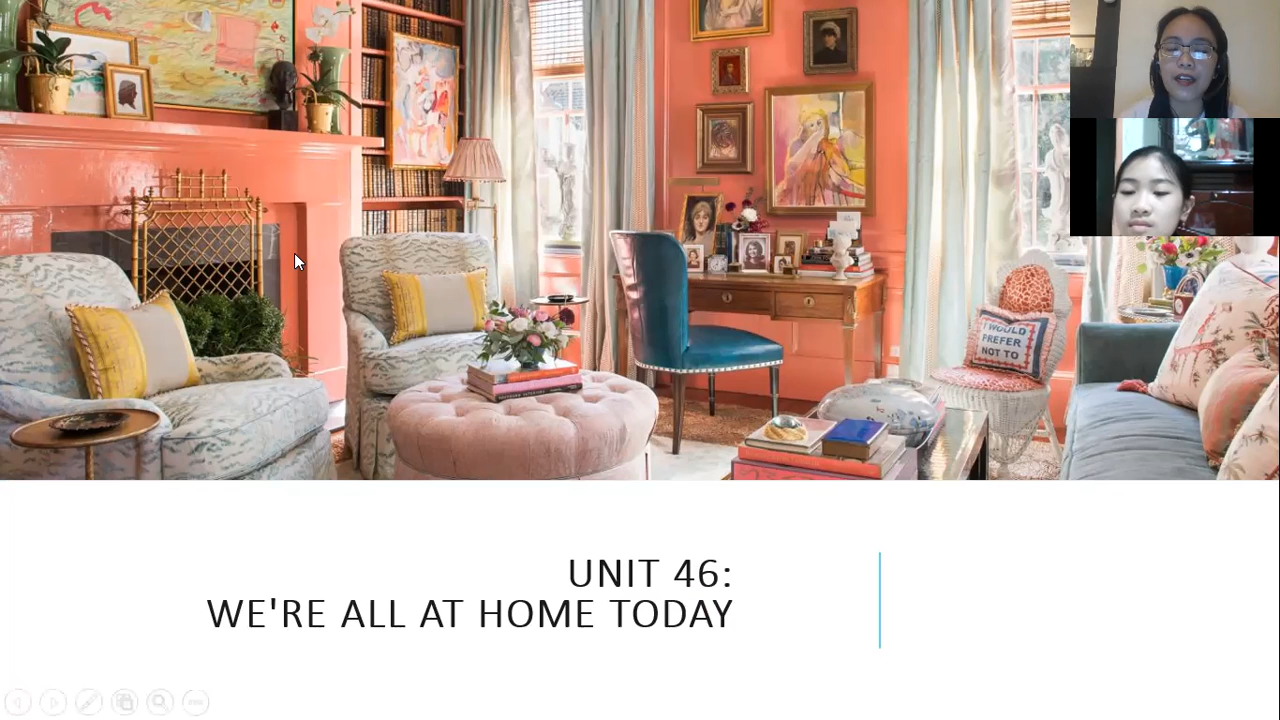 I WOULD
PREFER
NOT TO
UNIT 46:
WE'RE ALL AT HOME TODAY